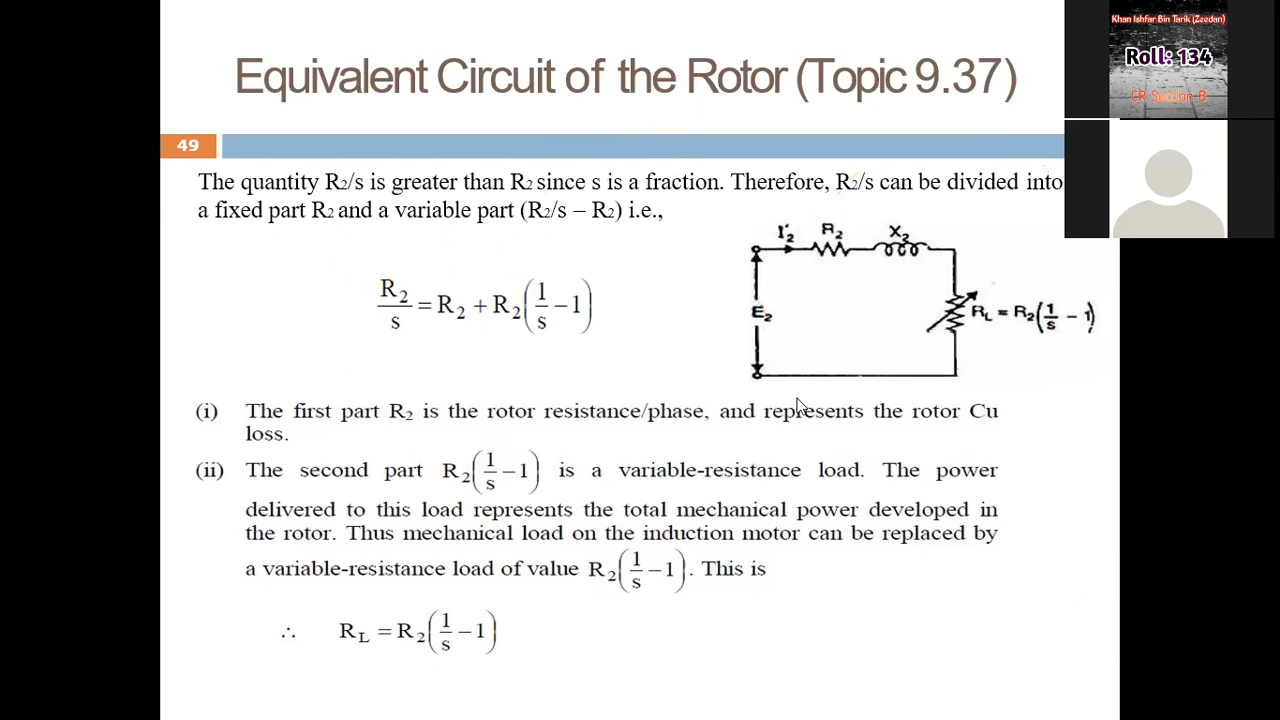 Equivalent Circuit of the Rotor (Topic 9.37)
Khan Ishfar Bin Tarik (Zeedan)
Roll: 134
CR Section B
49
The quantity R₂/s is greater than R₂ since s is a fraction. Therefore, R₂/s can be divided into
a fixed part R₂ and a variable part (R₂/s – R₂) i.e.,
R₂/s = R₂ + R₂(1/s − 1)
I'₂ R₂ X₂
E₂
R_L = R₂(1/s − 1)
(i) The first part R₂ is the rotor resistance/phase, and represents the rotor Cu
loss.
(ii) The second part R₂(1/s − 1) is a variable-resistance load. The power
delivered to this load represents the total mechanical power developed in
the rotor. Thus mechanical load on the induction motor can be replaced by
a variable-resistance load of value R₂(1/s − 1). This is
∴ R_L = R₂(1/s − 1)